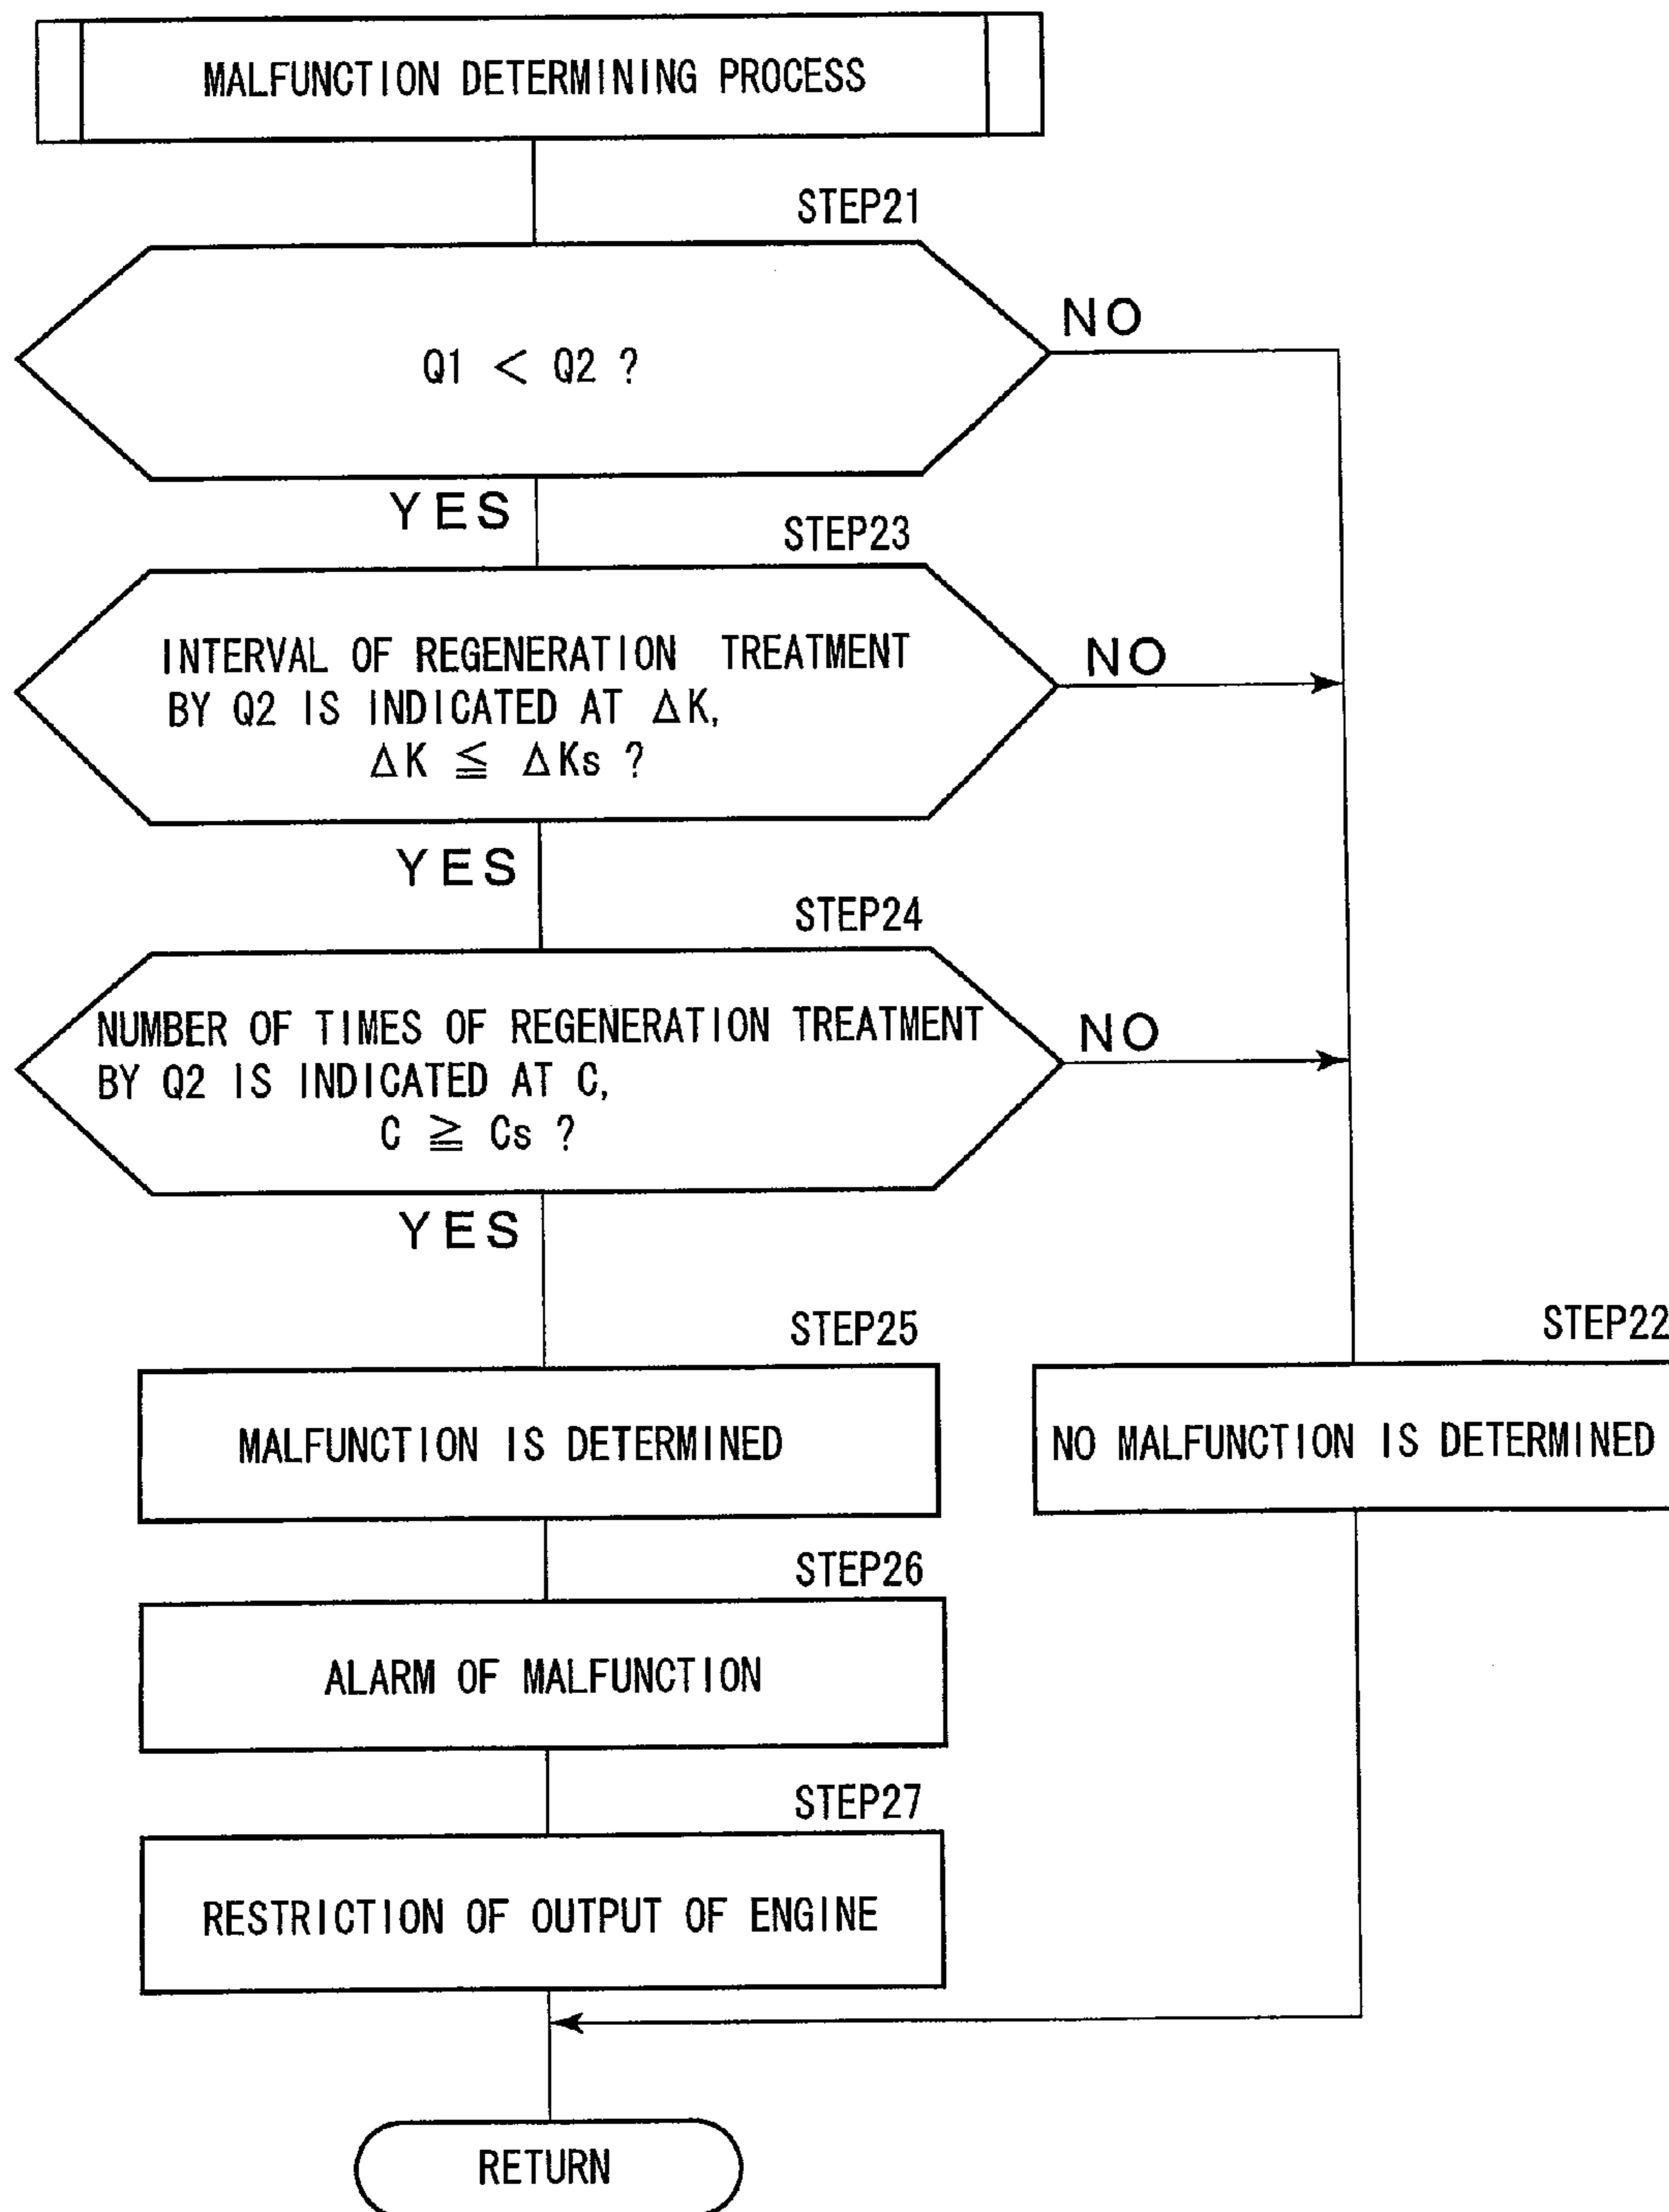 MALFUNCTION DETERMINING PROCESS
STEP21
Q1 < Q2 ?
NO
YES
STEP23
INTERVAL OF REGENERATION TREATMENT
BY Q2 IS INDICATED AT ΔK,
ΔK ≦ ΔKs ?
NO
YES
STEP24
NUMBER OF TIMES OF REGENERATION TREATMENT
BY Q2 IS INDICATED AT C,
C ≧ Cs ?
NO
YES
STEP25
MALFUNCTION IS DETERMINED
STEP22
NO MALFUNCTION IS DETERMINED
STEP26
ALARM OF MALFUNCTION
STEP27
RESTRICTION OF OUTPUT OF ENGINE
RETURN